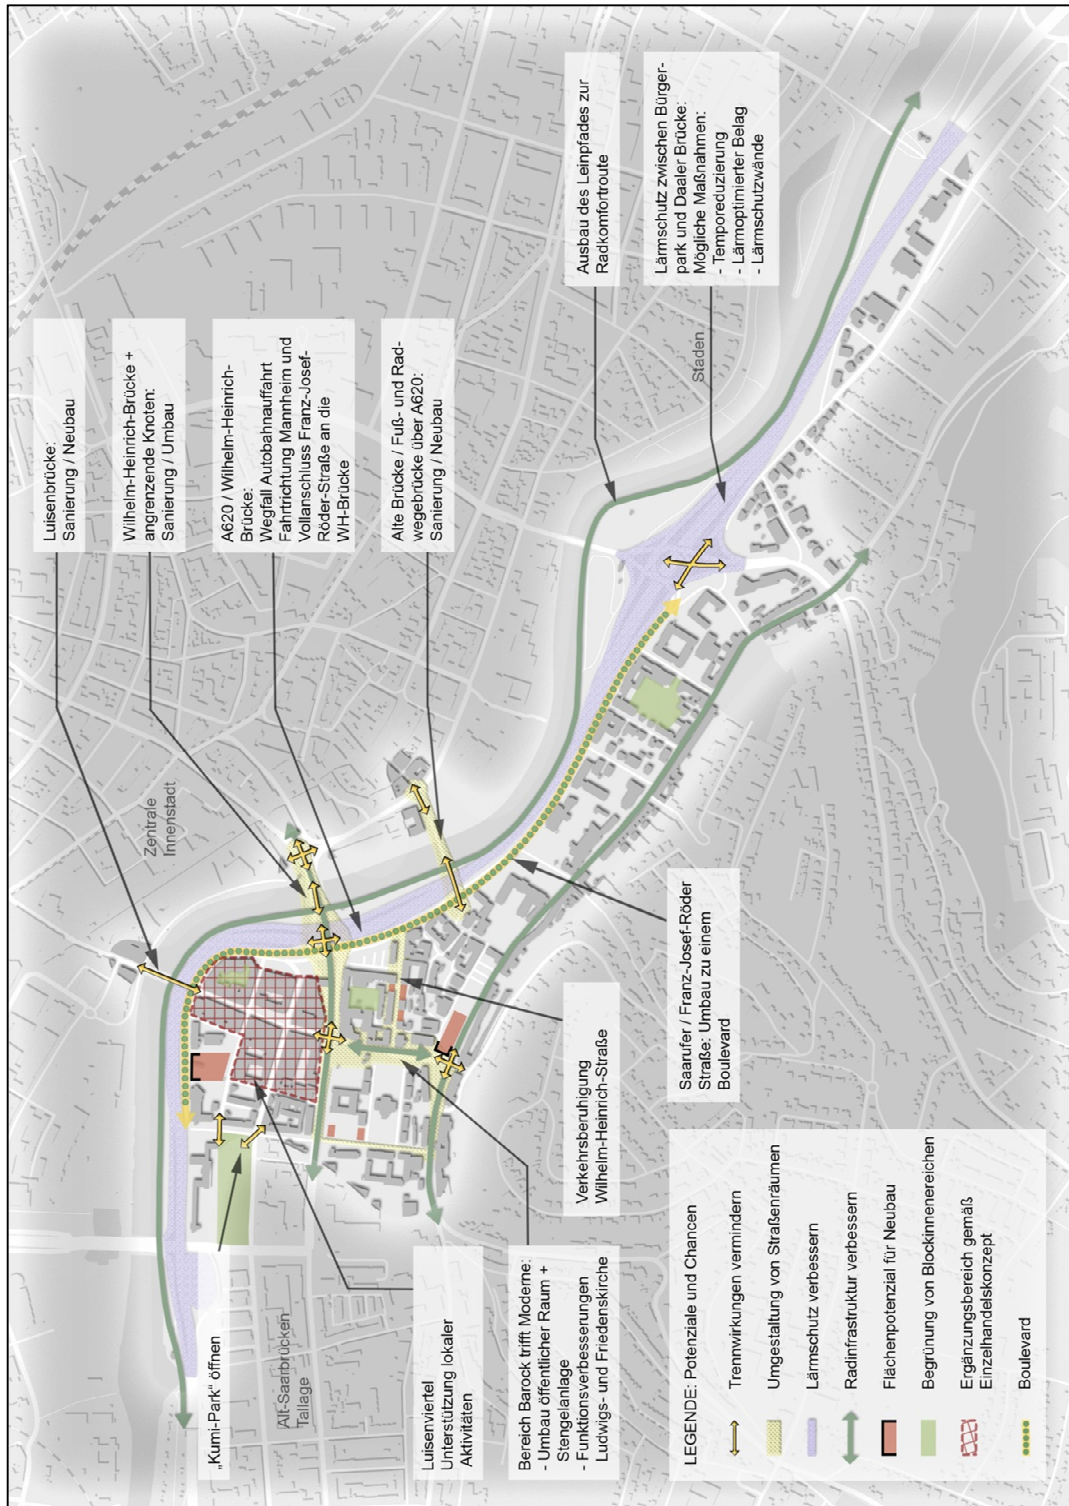 Luisenbrücke:
Sanierung / Neubau
Wilhelm-Heinrich-Brücke +
angrenzende Knoten:
Sanierung / Umbau
A620 / Wilhelm-Heinrich-
Brücke:
Wegfall Autobahnauffahrt
Fahrtrichtung Mannheim und
Vollanschluss Franz-Josef-
Röder-Straße an die
WH-Brücke
Alte Brücke / Fuß- und Rad-
wegebrücke über A620:
Sanierung / Neubau
Ausbau des Leinpfades zur
Radkomfortroute
Lärmschutz zwischen Bürger-
park und Daaler Brücke:
Mögliche Maßnahmen:
- Temporeduzierung
- Lärmoptimierter Belag
- Lärmschutzwände
Zentrale
Innenstadt
Staden
Alt-Saarbrücken
Tallage
„Kumi-Park" öffnen
Luisenviertel
Unterstützung lokaler
Aktivitäten
Bereich Barock trifft Moderne:
- Umbau öffentlicher Raum +
Stengelanlage
- Funktionsverbesserungen
Ludwigs- und Friedenskirche
Verkehrsberuhigung
Wilhelm-Heinrich-Straße
Saarufer / Franz-Josef-Röder
Straße: Umbau zu einem
Boulevard
LEGENDE: Potenziale und Chancen
Trennwirkungen vermindern
Umgestaltung von Straßenräumen
Lärmschutz verbessern
Radinfrastruktur verbessern
Flächenpotenzial für Neubau
Begrünung von Blockinnenereichen
Ergänzungsbereich gemäß
Einzelhandelskonzept
Boulevard